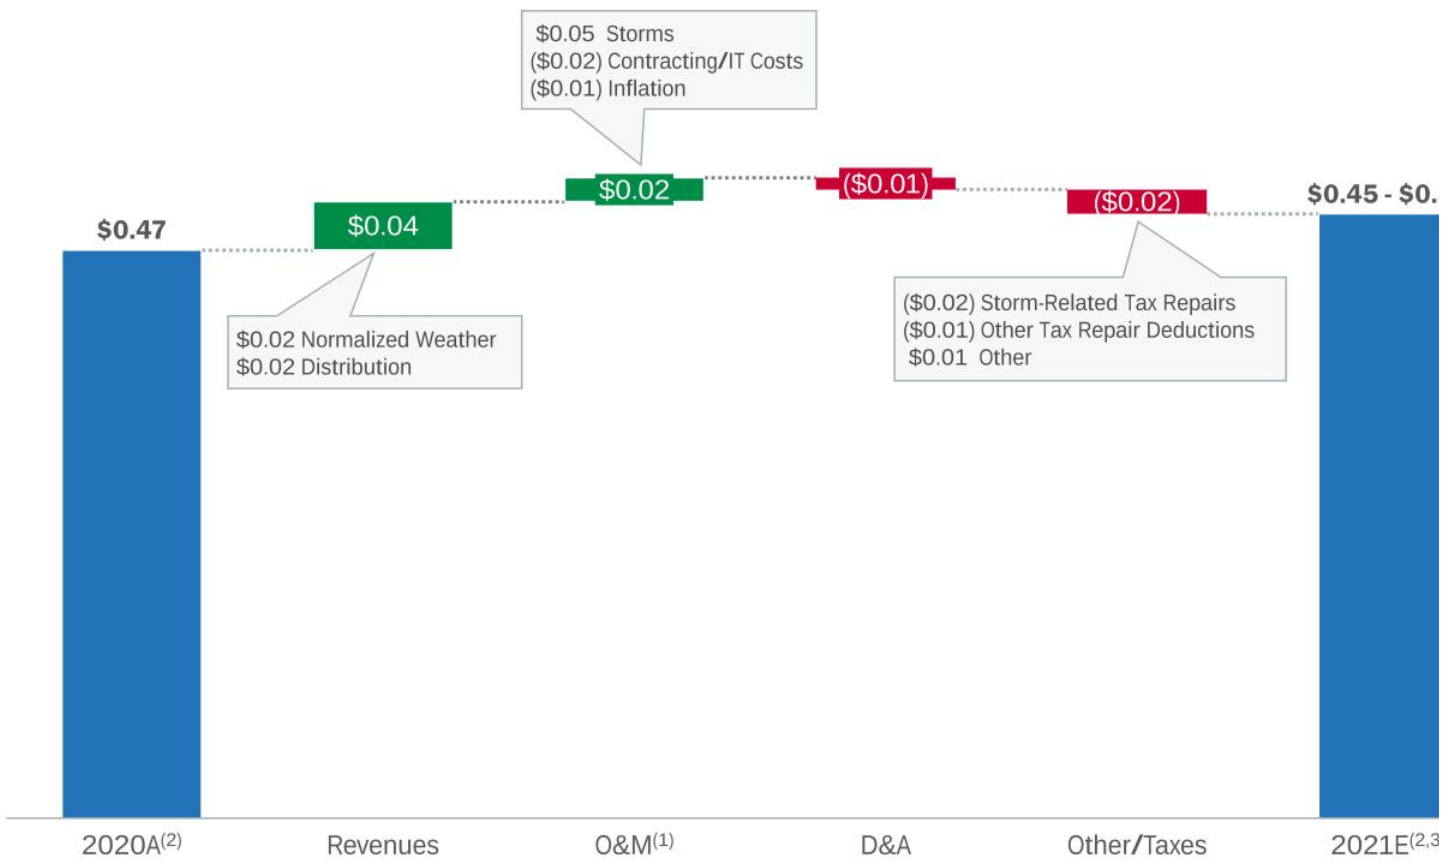 $0.05 Storms
($0.02) Contracting/IT Costs
($0.01) Inflation
$0.47
$0.04
$0.02
($0.01)
($0.02)
$0.45 - $0.
$0.02 Normalized Weather
$0.02 Distribution
($0.02) Storm-Related Tax Repairs
($0.01) Other Tax Repair Deductions
$0.01 Other
2020A(2)
Revenues
O&M(1)
D&A
Other/Taxes
2021E(2,3